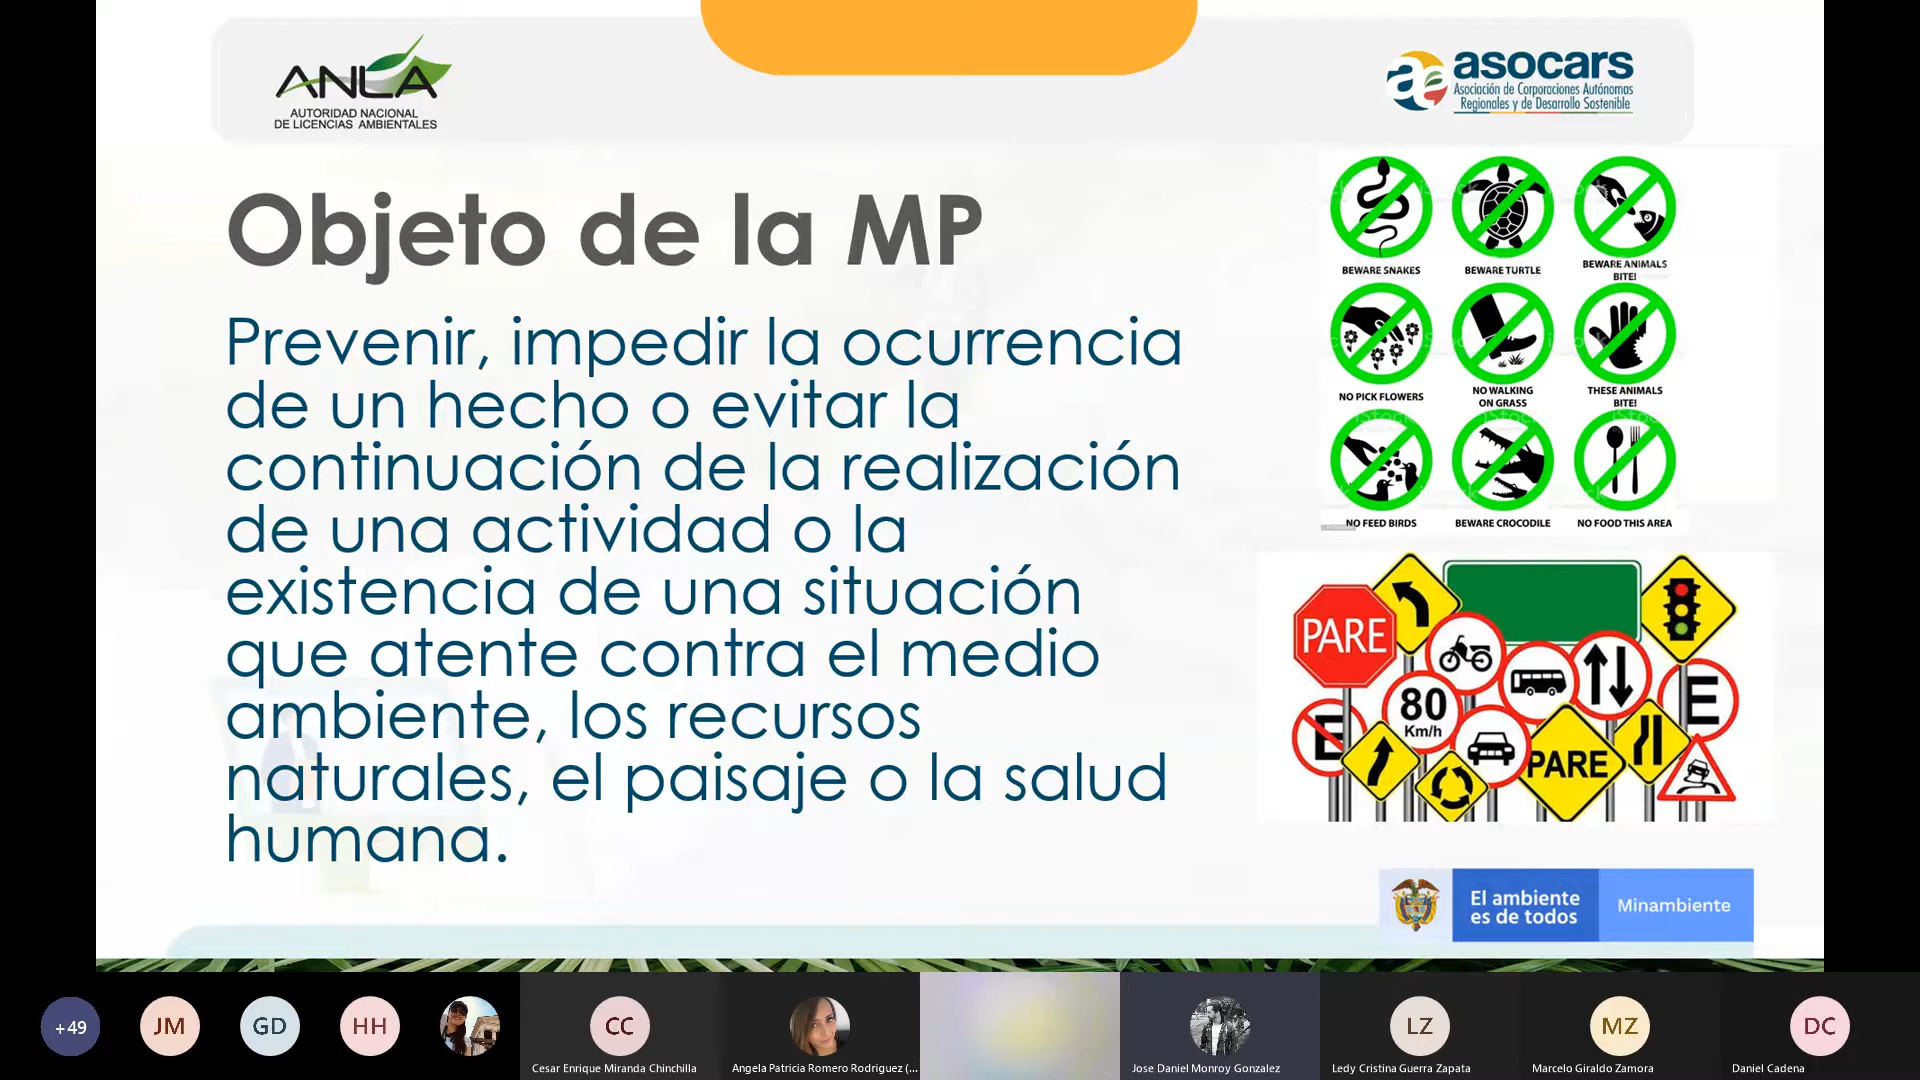 ANLA
AUTORIDAD NACIONAL
DE LICENCIAS AMBIENTALES
asocars
Asociación de Corporaciones Autónomas
Regionales y de Desarrollo Sostenible
Objeto de la MP
Prevenir, impedir la ocurrencia
de un hecho o evitar la
continuación de la realización
de una actividad o la
existencia de una situación
que atente contra el medio
ambiente, los recursos
naturales, el paisaje o la salud
humana.
BEWARE SNAKES
BEWARE TURTLE
BEWARE ANIMALS
BITE!
NO PICK FLOWERS
NO WALKING
ON GRASS
THESE ANIMALS
BITE!
NO FEED BIRDS
BEWARE CROCODILE
NO FOOD THIS AREA
PARE
80
Km/h
E
E
PARE
El ambiente
es de todos
Minambiente
+49
JM
GD
HH
CC
LZ
MZ
DC
Cesar Enrique Miranda Chinchilla
Angela Patricia Romero Rodriguez (...
Jose Daniel Monroy Gonzalez
Ledy Cristina Guerra Zapata
Marcelo Giraldo Zamora
Daniel Cadena